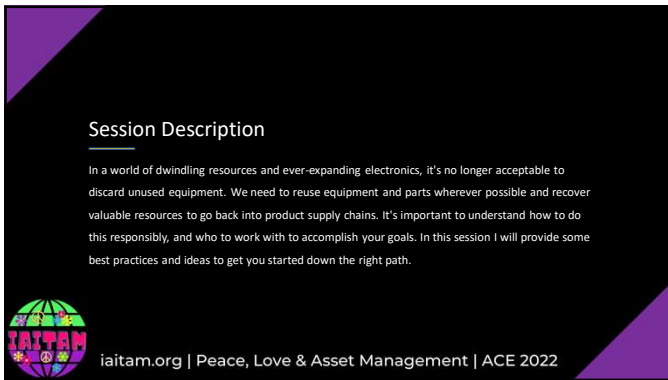 Session Description
In a world of dwindling resources and ever-expanding electronics, it's no longer acceptable to
discard unused equipment. We need to reuse equipment and parts wherever possible and recover
valuable resources to go back into product supply chains. It's important to understand how to do
this responsibly, and who to work with to accomplish your goals. In this session I will provide some
best practices and ideas to get you started down the right path.
IAITAM
iaitam.org | Peace, Love & Asset Management | ACE 2022